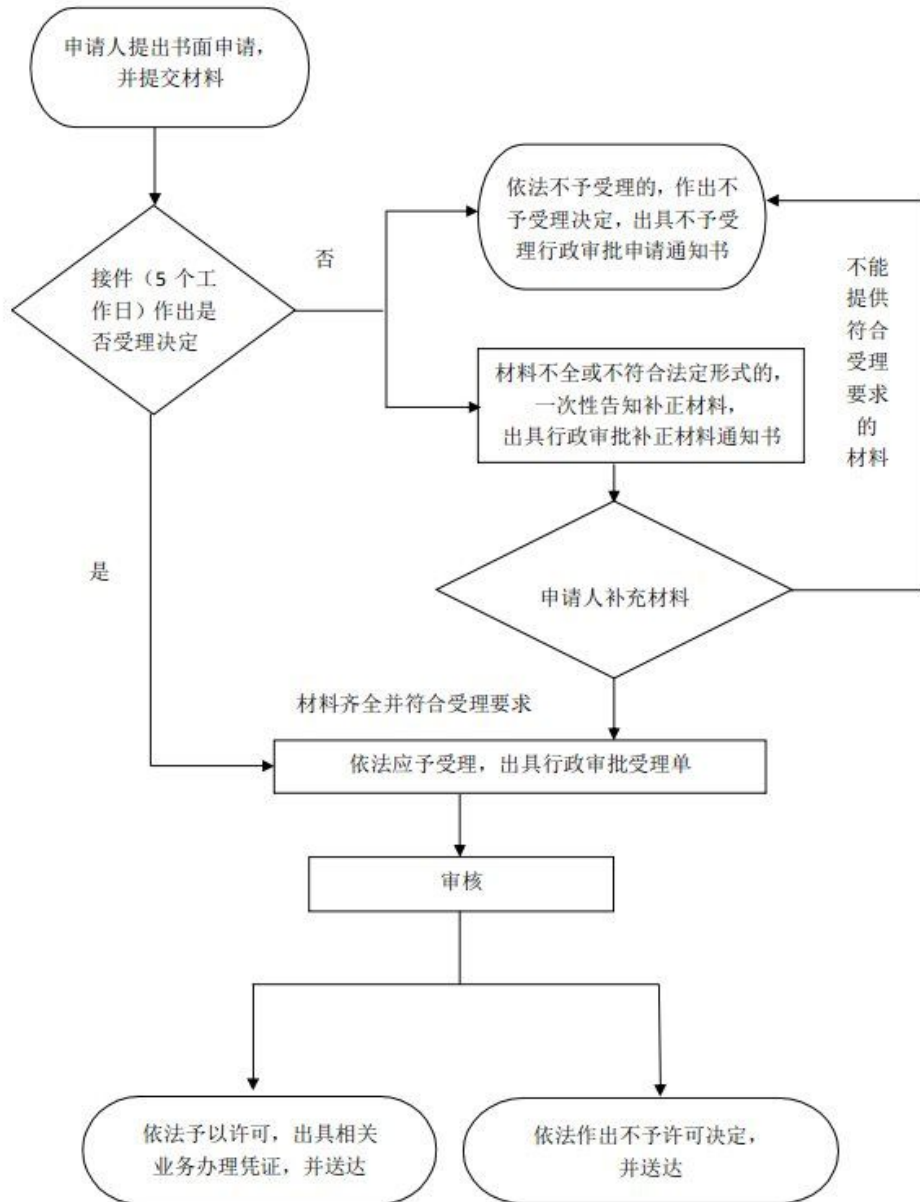 申请人提出书面申请，
并提交材料
依法不予受理的，作出不
予受理决定，出具不予受
理行政审批申请通知书
否
接件（5 个工
作日）作出是
否受理决定
不能
提供
符合
受理
要求
的
材料
材料不全或不符合法定形式的，
一次性告知补正材料，
出具行政审批补正材料通知书
是
申请人补充材料
材料齐全并符合受理要求
依法应予受理，出具行政审批受理单
审核
依法予以许可，出具相关
业务办理凭证，并送达
依法作出不予许可决定，
并送达